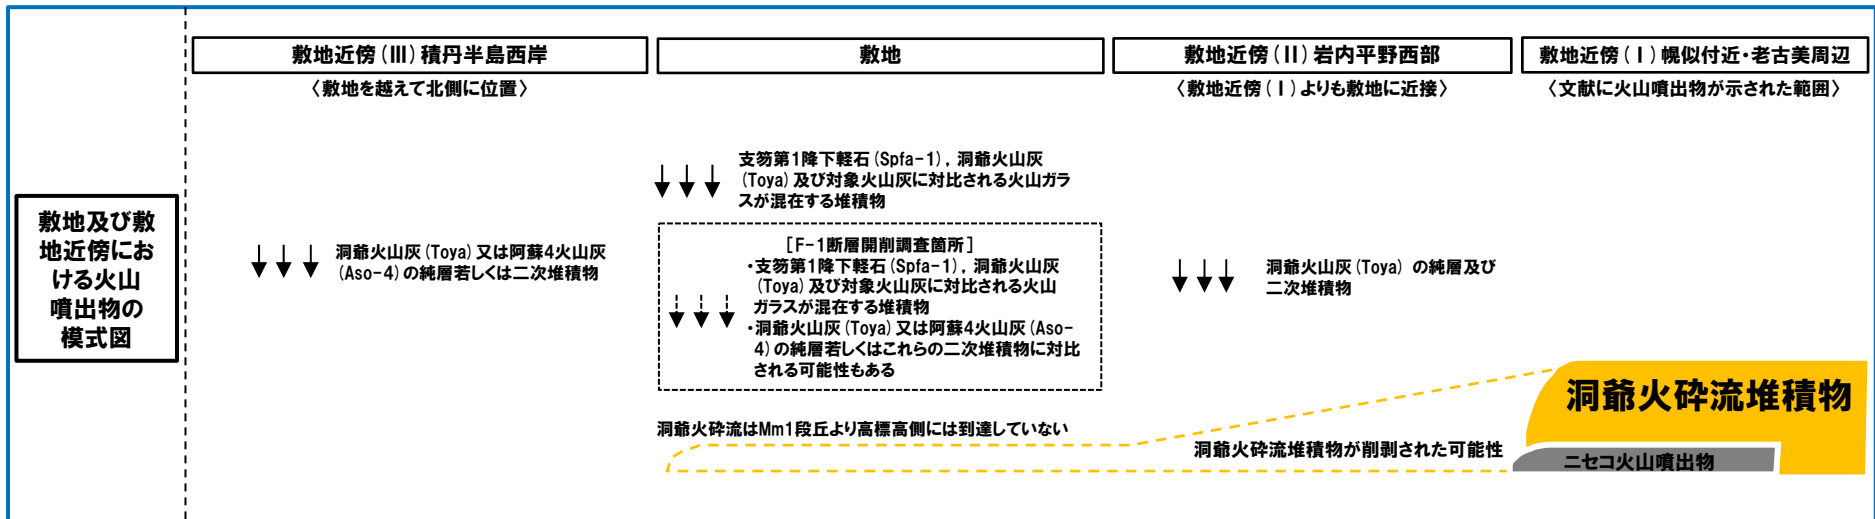 敷地近傍(Ⅲ)積丹半島西岸
〈敷地を越えて北側に位置〉
敷地
敷地近傍(Ⅱ)岩内平野西部
〈敷地近傍(Ⅰ)よりも敷地に近接〉
敷地近傍(Ⅰ)幌似付近・老古美周辺
〈文献に火山噴出物が示された範囲〉
敷地及び敷
地近傍にお
ける火山
噴出物の
模式図
洞爺火山灰(Toya)又は阿蘇4火山灰
(Aso-4)の純層若しくは二次堆積物
支笏第1降下軽石(Spfa-1),洞爺火山灰
(Toya)及び対象火山灰に対比される火山ガラ
スが混在する堆積物
[F-1断層開削調査箇所]
・支笏第1降下軽石(Spfa-1),洞爺火山灰
(Toya)及び対象火山灰に対比される火山
ガラスが混在する堆積物
・洞爺火山灰(Toya)又は阿蘇4火山灰(Aso-
4)の純層若しくはこれらの二次堆積物に対比
される可能性もある
洞爺火山灰(Toya) の純層及び
二次堆積物
洞爺火砕流はMm1段丘より高標高側には到達していない
洞爺火砕流堆積物が削剥された可能性
洞爺火砕流堆積物
ニセコ火山噴出物